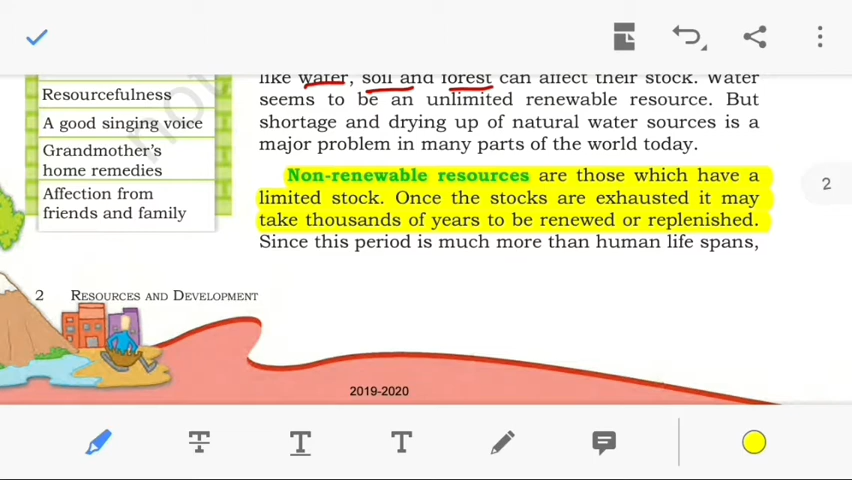 Resourcefulness
A good singing voice
Grandmother's
home remedies
Affection from
friends and family
like water, soil and forest can affect their stock. Water
seems to be an unlimited renewable resource. But
shortage and drying up of natural water sources is a
major problem in many parts of the world today.
Non-renewable resources are those which have a
limited stock. Once the stocks are exhausted it may
take thousands of years to be renewed or replenished.
Since this period is much more than human life spans,
2
2 Resources and Development
2019-2020
T
T
T